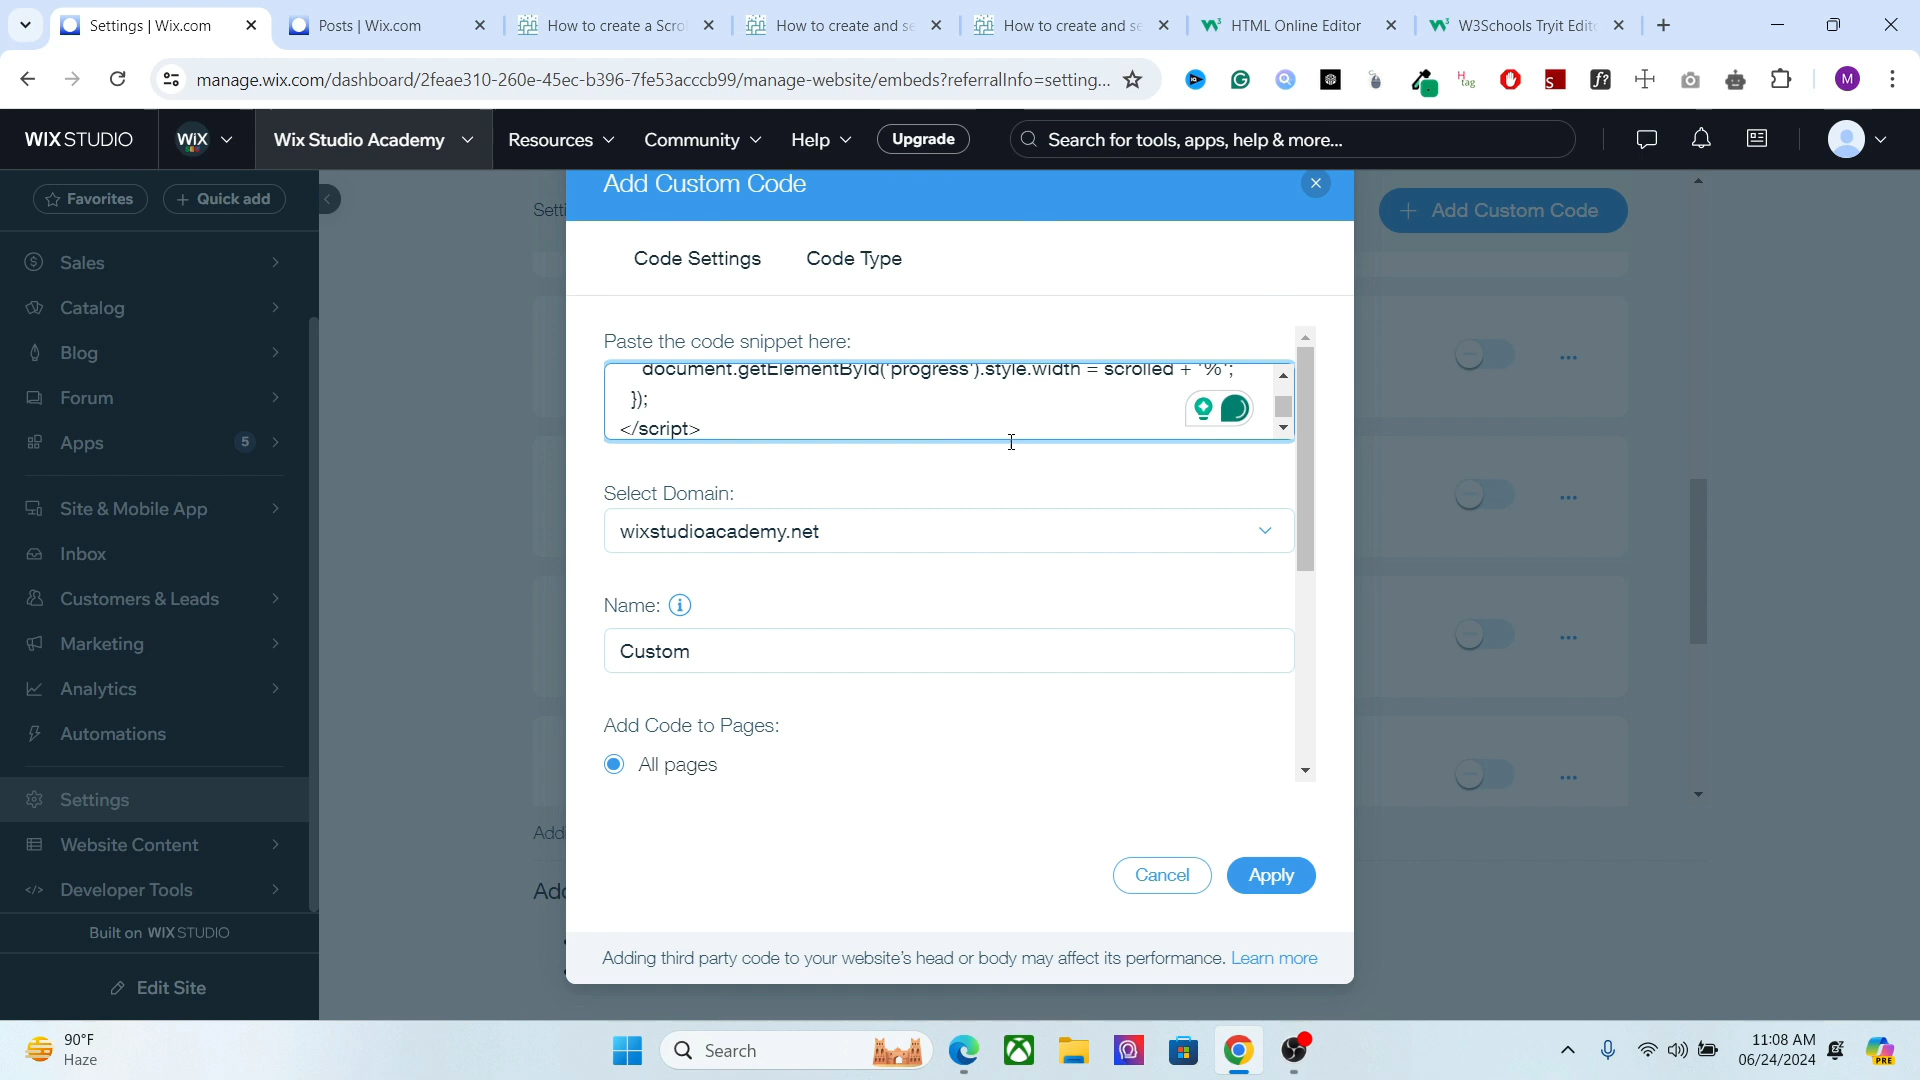 Settings | Wix.com
Posts | Wix.com
How to create a Scro
How to create and se
How to create and se
HTML Online Editor
W3Schools Tryit Edit
manage.wix.com/dashboard/2feae310-260e-45ec-b396-7fe53acccb99/manage-website/embeds?referralInfo=setting...
M
WIX STUDIO
WiX
Wix Studio Academy
Resources
Community
Help
Upgrade
Search for tools, apps, help & more...
Favorites
+ Quick add
Sales
Catalog
Blog
Forum
Apps
5
Site & Mobile App
Inbox
Customers & Leads
Marketing
Analytics
Automations
Settings
Website Content
Developer Tools
Built on WIX STUDIO
Edit Site
Setti
+ Add Custom Code
Add
Add
Add Custom Code
Code Settings
Code Type
Paste the code snippet here:
document.getElementById('progress').style.width = scrolled + '%';
});
</script>
Select Domain:
wixstudioacademy.net
Name:
Custom
Add Code to Pages:
All pages
Cancel
Apply
Adding third party code to your website's head or body may affect its performance. Learn more
90°F
Haze
Search
11:08 AM
06/24/2024
PRE